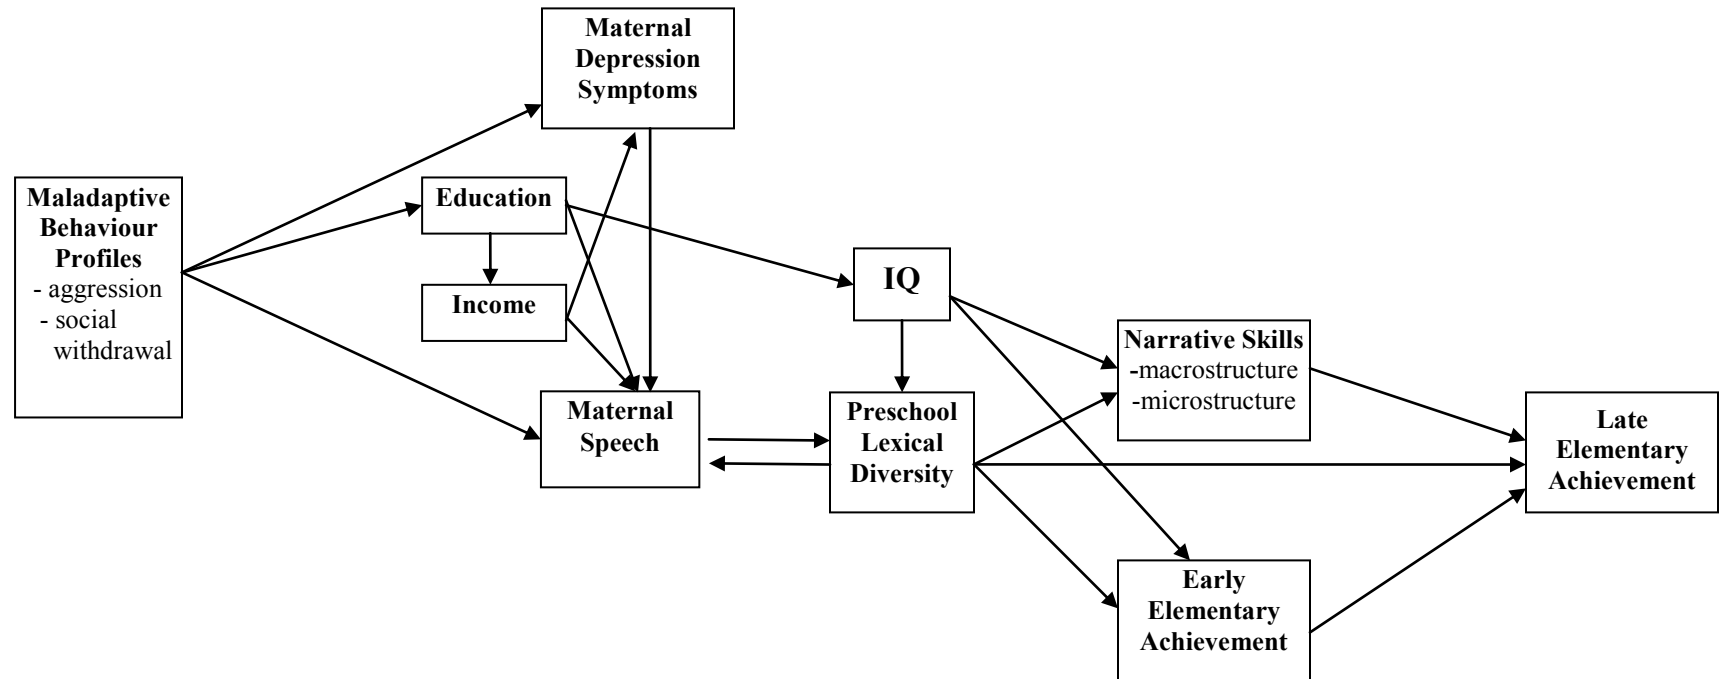 Maternal
Depression
Symptoms
Maladaptive
Behaviour
Profiles
- aggression
- social
withdrawal
Education
Income
Maternal
Speech
IQ
Preschool
Lexical
Diversity
Narrative Skills
-macrostructure
-microstructure
Early
Elementary
Achievement
Late
Elementary
Achievement